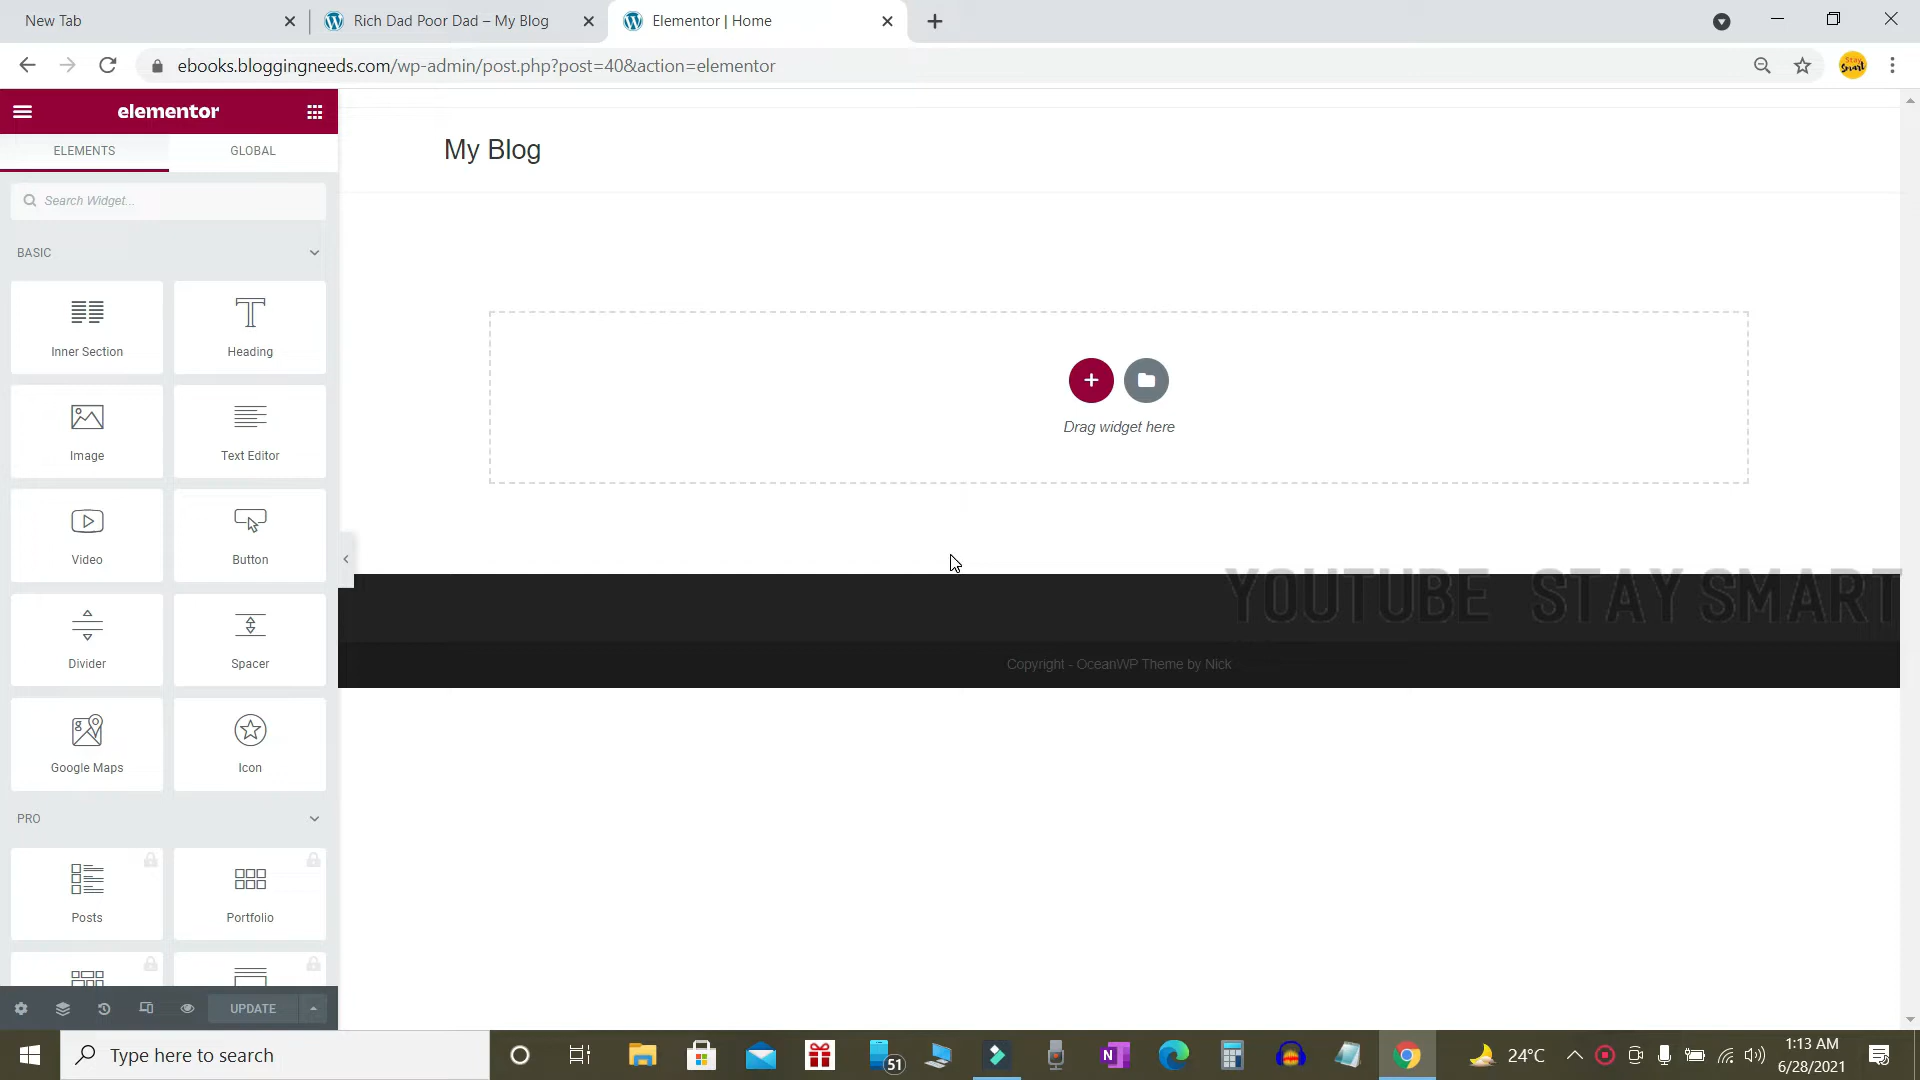 New Tab
Rich Dad Poor Dad – My Blog
Elementor | Home
ebooks.bloggingneeds.com/wp-admin/post.php?post=40&action=elementor
Stay Smart
elementor
ELEMENTS
GLOBAL
My Blog
Search Widget...
BASIC
Inner Section
Heading
Image
Text Editor
Drag widget here
Video
Button
YOUTUBE STAY SMART
Divider
Spacer
Copyright - OceanWP Theme by Nick
Google Maps
Icon
PRO
Posts
Portfolio
UPDATE
Type here to search
51
N
24°C
1:13 AM
6/28/2021